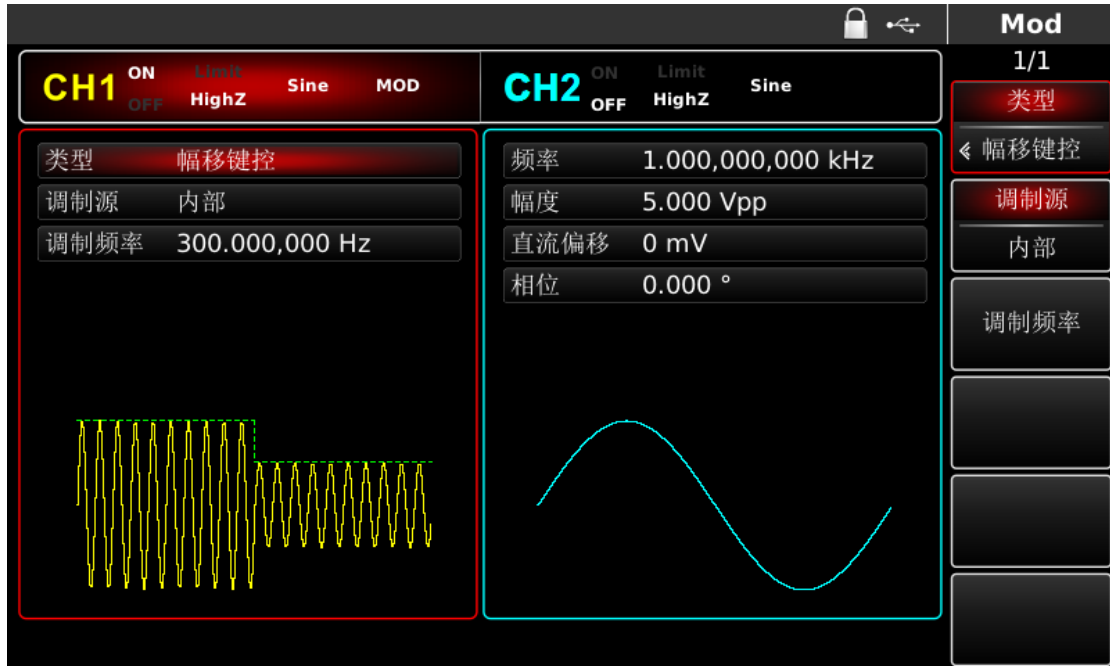 Mod
1/1
CH1 ON OFF Limit HighZ Sine MOD
CH2 ON OFF Limit HighZ Sine
类型 幅移键控
调制源 内部
调制频率 300.000,000 Hz
频率 1.000,000,000 kHz
幅度 5.000 Vpp
直流偏移 0 mV
相位 0.000 °
类型
幅移键控
调制源
内部
调制频率